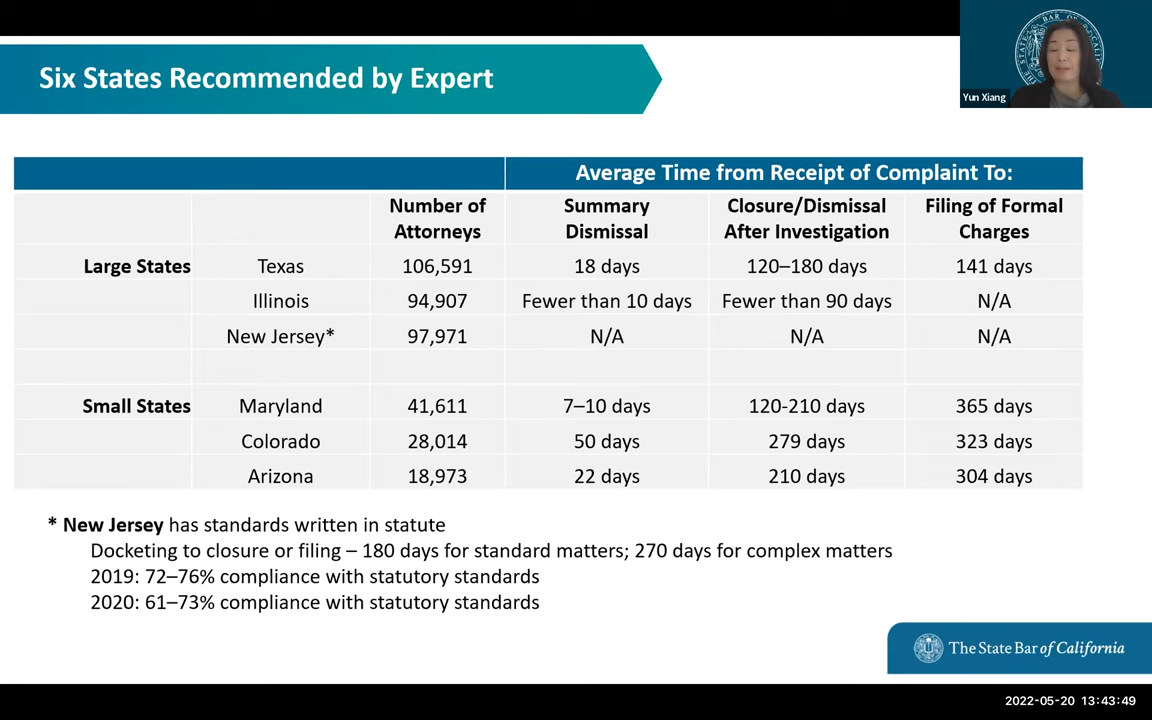 Six States Recommended by Expert
Yun Xiang
Average Time from Receipt of Complaint To:
Number of Attorneys Summary Dismissal Closure/Dismissal After Investigation Filing of Formal Charges
Large States Texas 106,591 18 days 120–180 days 141 days
Illinois 94,907 Fewer than 10 days Fewer than 90 days N/A
New Jersey* 97,971 N/A N/A N/A
Small States Maryland 41,611 7–10 days 120-210 days 365 days
Colorado 28,014 50 days 279 days 323 days
Arizona 18,973 22 days 210 days 304 days
* New Jersey has standards written in statute
Docketing to closure or filing – 180 days for standard matters; 270 days for complex matters
2019: 72–76% compliance with statutory standards
2020: 61–73% compliance with statutory standards
The State Bar of California
2022-05-20 13:43:49